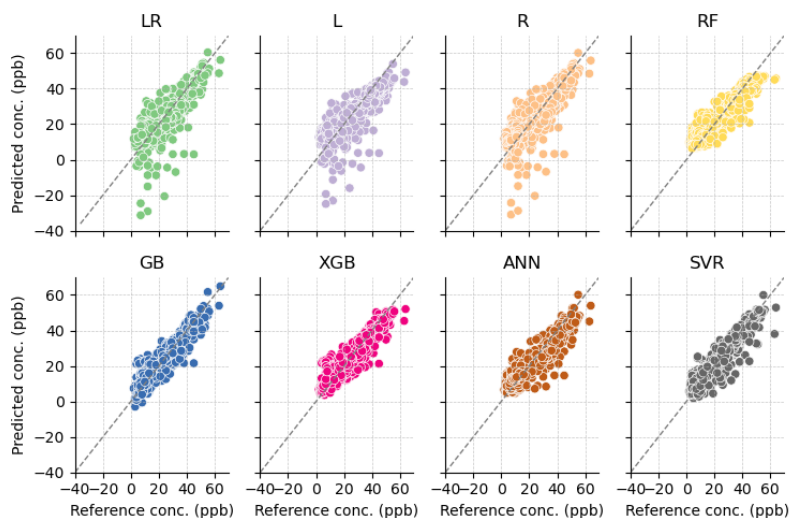 LR L R RF
60
40
20
0
−20
−40
Predicted conc. (ppb)
GB XGB ANN SVR
60
40
20
0
−20
−40
Predicted conc. (ppb)
−40 −20 0 20 40 60 −40 −20 0 20 40 60 −40 −20 0 20 40 60 −40 −20 0 20 40 60
Reference conc. (ppb) Reference conc. (ppb) Reference conc. (ppb) Reference conc. (ppb)